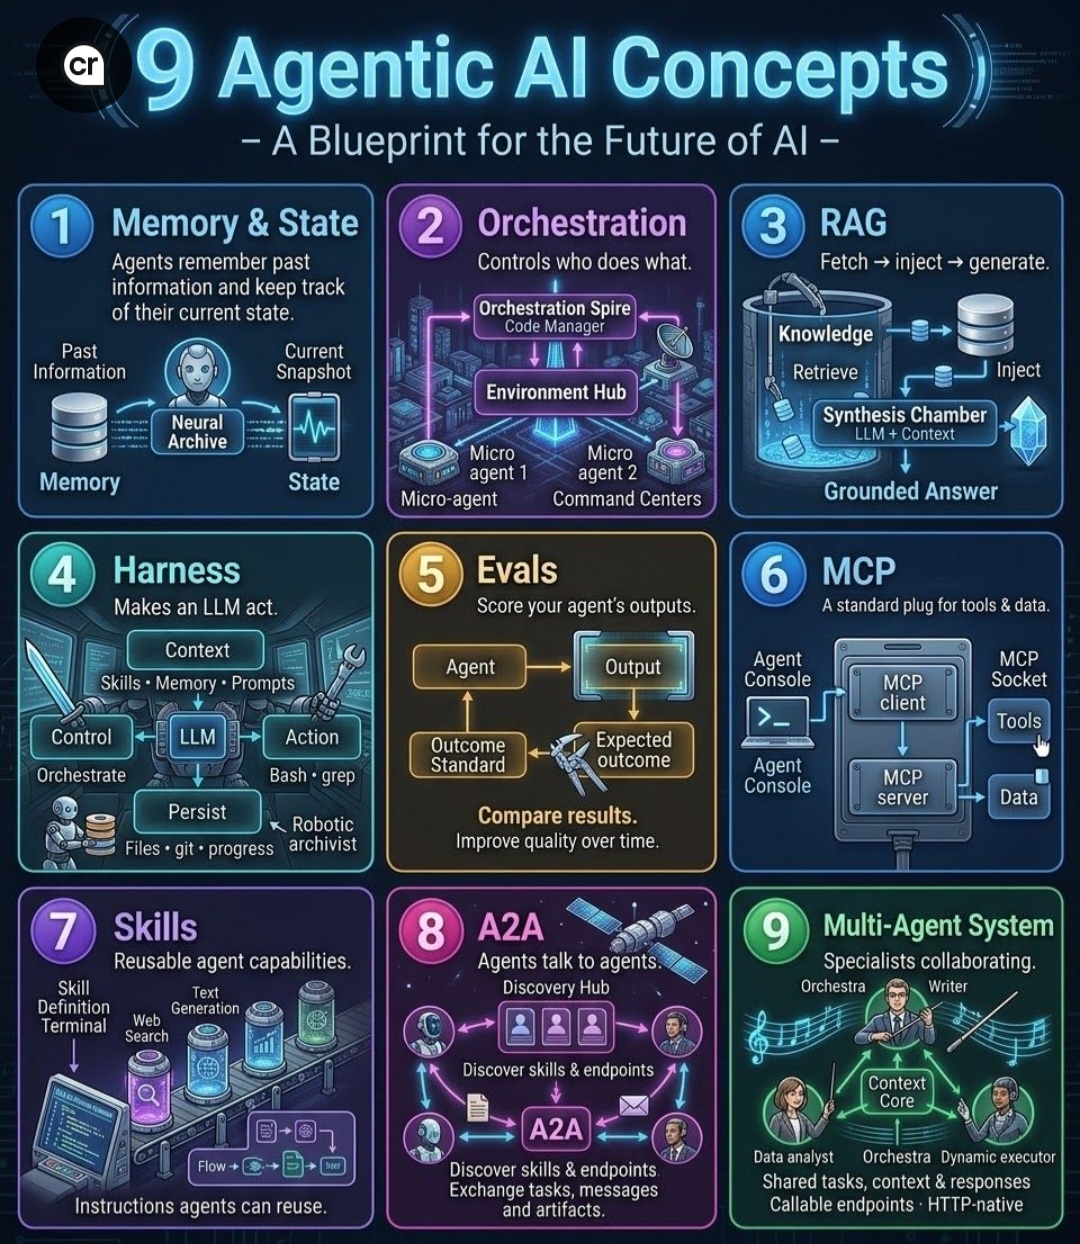 cr
9 Agentic AI Concepts
– A Blueprint for the Future of AI –
1
Memory & State
Agents remember past
information and keep track
of their current state.
Past
Information
Current
Snapshot
Neural
Archive
Memory
State
2
Orchestration
Controls who does what.
Orchestration Spire
Code Manager
Environment Hub
Micro
agent 1
Micro
agent 2
Micro-agent
Command Centers
3
RAG
Fetch → inject → generate.
Knowledge
Retrieve
Inject
Synthesis Chamber
LLM + Context
Grounded Answer
4
Harness
Makes an LLM act.
Context
Skills • Memory • Prompts
Control
LLM
Action
Orchestrate
Bash • grep
Persist
Robotic
archivist
Files • git • progress
5
Evals
Score your agent's outputs.
Agent
Output
Outcome
Standard
Expected
outcome
Compare results.
Improve quality over time.
6
MCP
A standard plug for tools & data.
Agent
Console
MCP
client
MCP
Socket
Tools
Agent
Console
MCP
server
Data
7
Skills
Reusable agent capabilities.
Skill
Definition
Terminal
Web
Search
Text
Generation
Flow
Instructions agents can reuse.
8
A2A
Agents talk to agents.
Discovery Hub
Discover skills & endpoints
A2A
Discover skills & endpoints.
Exchange tasks, messages
and artifacts.
9
Multi-Agent System
Specialists collaborating.
Orchestra
Writer
Context
Core
Data analyst
Orchestra
Dynamic executor
Shared tasks, context & responses
Callable endpoints · HTTP-native